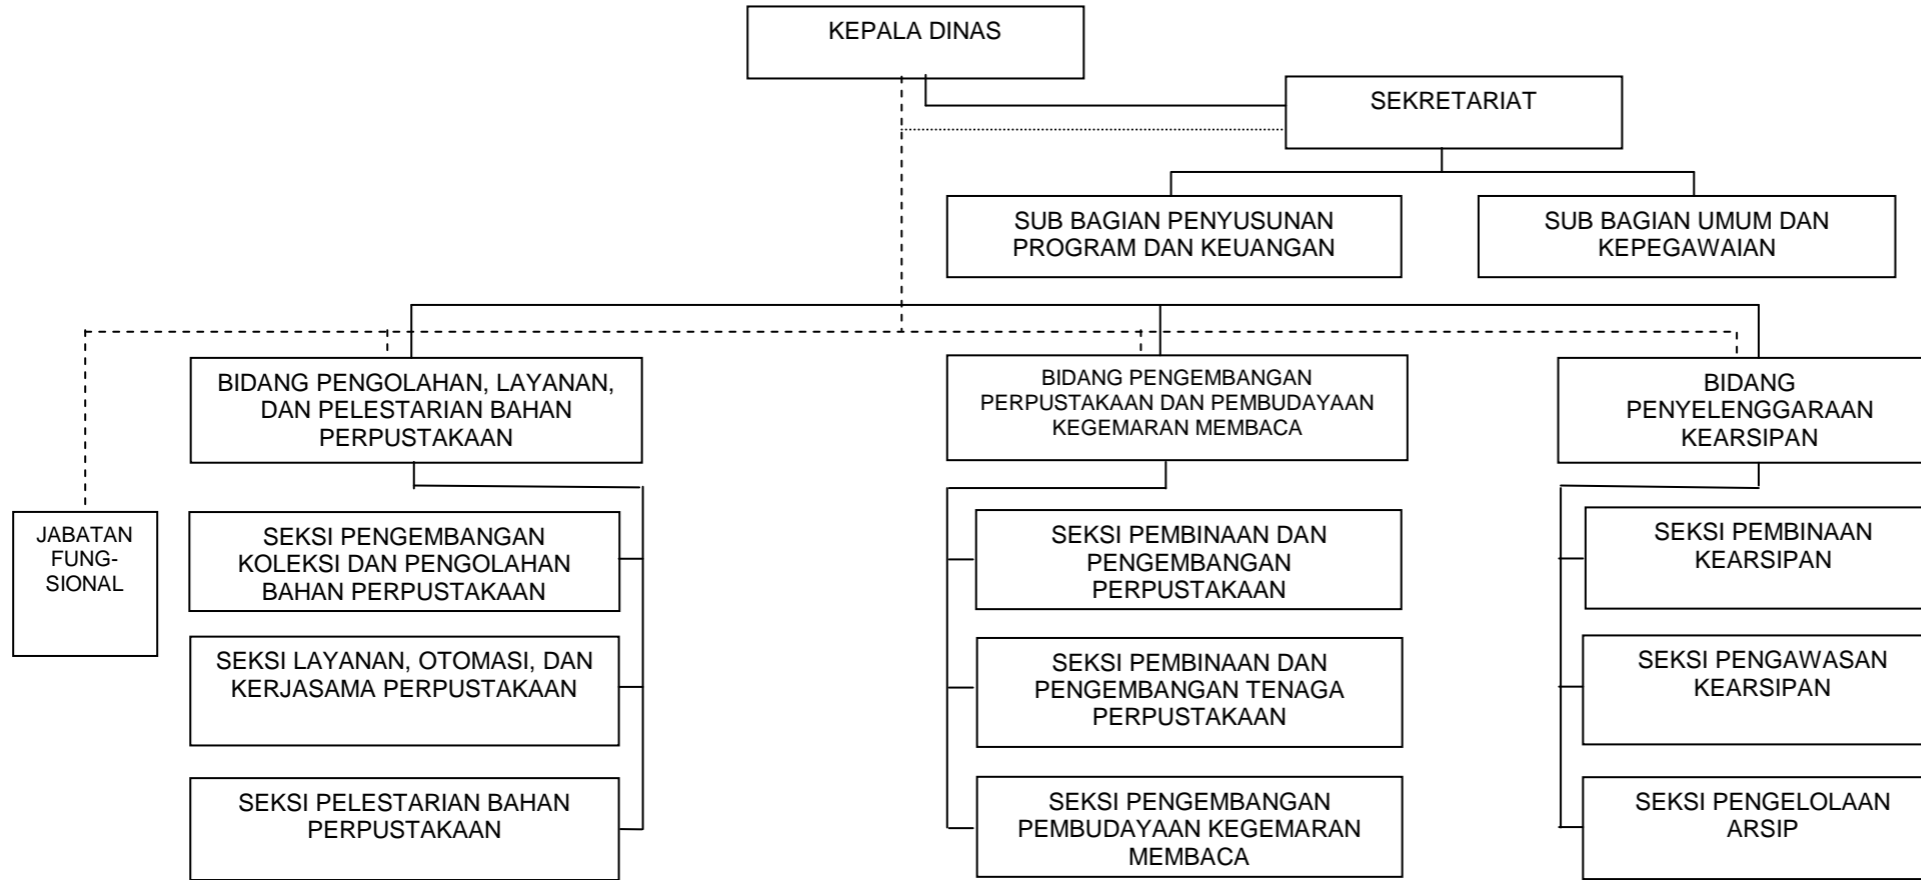 KEPALA DINAS
SEKRETARIAT
SUB BAGIAN PENYUSUNAN
PROGRAM DAN KEUANGAN
SUB BAGIAN UMUM DAN
KEPEGAWAIAN
BIDANG PENGOLAHAN, LAYANAN,
DAN PELESTARIAN BAHAN
PERPUSTAKAAN
BIDANG PENGEMBANGAN
PERPUSTAKAAN DAN PEMBUDAYAAN
KEGEMARAN MEMBACA
BIDANG
PENYELENGGARAAN
KEARSIPAN
JABATAN
FUNG-
SIONAL
SEKSI PENGEMBANGAN
KOLEKSI DAN PENGOLAHAN
BAHAN PERPUSTAKAAN
SEKSI PEMBINAAN DAN
PENGEMBANGAN
PERPUSTAKAAN
SEKSI PEMBINAAN
KEARSIPAN
SEKSI LAYANAN, OTOMASI, DAN
KERJASAMA PERPUSTAKAAN
SEKSI PEMBINAAN DAN
PENGEMBANGAN TENAGA
PERPUSTAKAAN
SEKSI PENGAWASAN
KEARSIPAN
SEKSI PELESTARIAN BAHAN
PERPUSTAKAAN
SEKSI PENGEMBANGAN
PEMBUDAYAAN KEGEMARAN
MEMBACA
SEKSI PENGELOLAAN
ARSIP